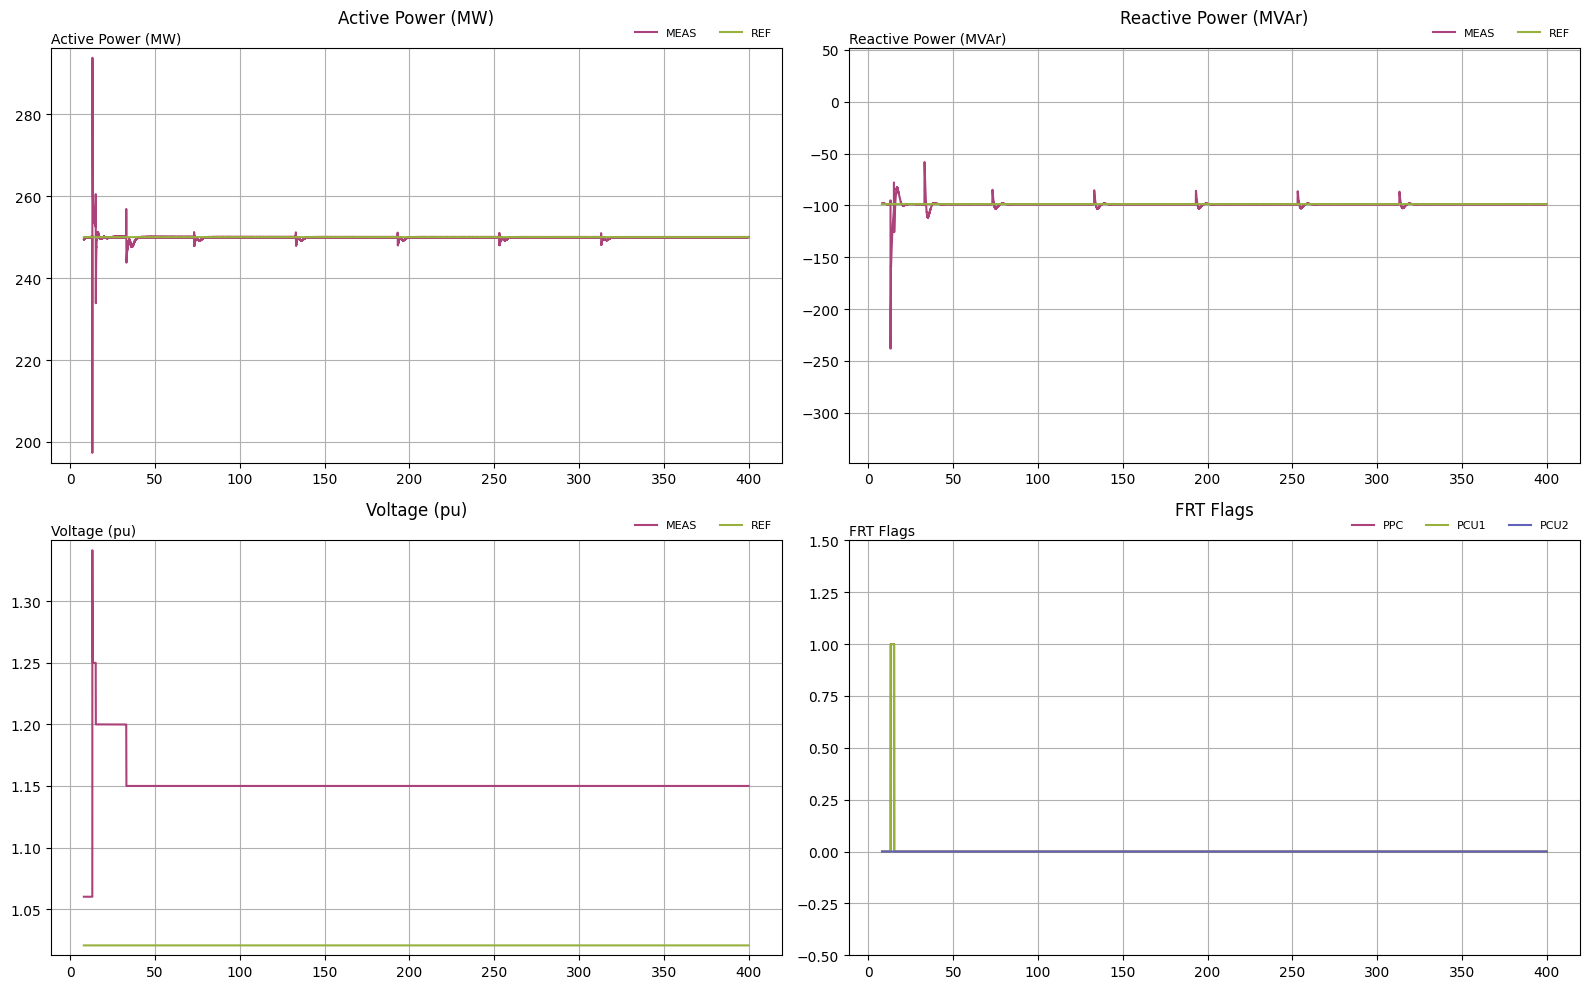 Active Power (MW)
Active Power (MW)
MEAS REF
280
260
240
220
200
0 50 100 150 200 250 300 350 400
Reactive Power (MVAr)
Reactive Power (MVAr)
MEAS REF
50
0
−50
−100
−150
−200
−250
−300
0 50 100 150 200 250 300 350 400
Voltage (pu)
Voltage (pu)
MEAS REF
1.30
1.25
1.20
1.15
1.10
1.05
0 50 100 150 200 250 300 350 400
FRT Flags
FRT Flags
PPC PCU1 PCU2
1.50
1.25
1.00
0.75
0.50
0.25
0.00
−0.25
−0.50
0 50 100 150 200 250 300 350 400